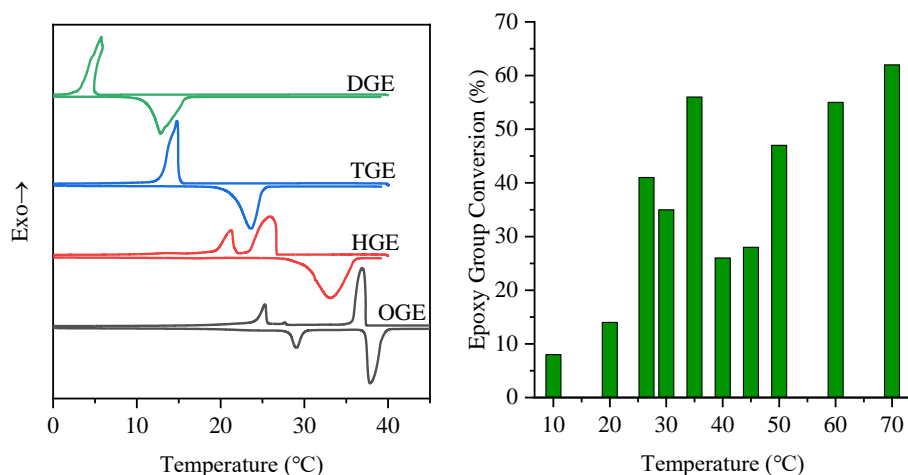 DGE
TGE
HGE
OGE
Exo→
0 10 20 30 40
Temperature (℃)
70
60
50
40
30
20
10
0
Epoxy Group Conversion (%)
10 20 30 40 50 60 70
Temperature (℃)